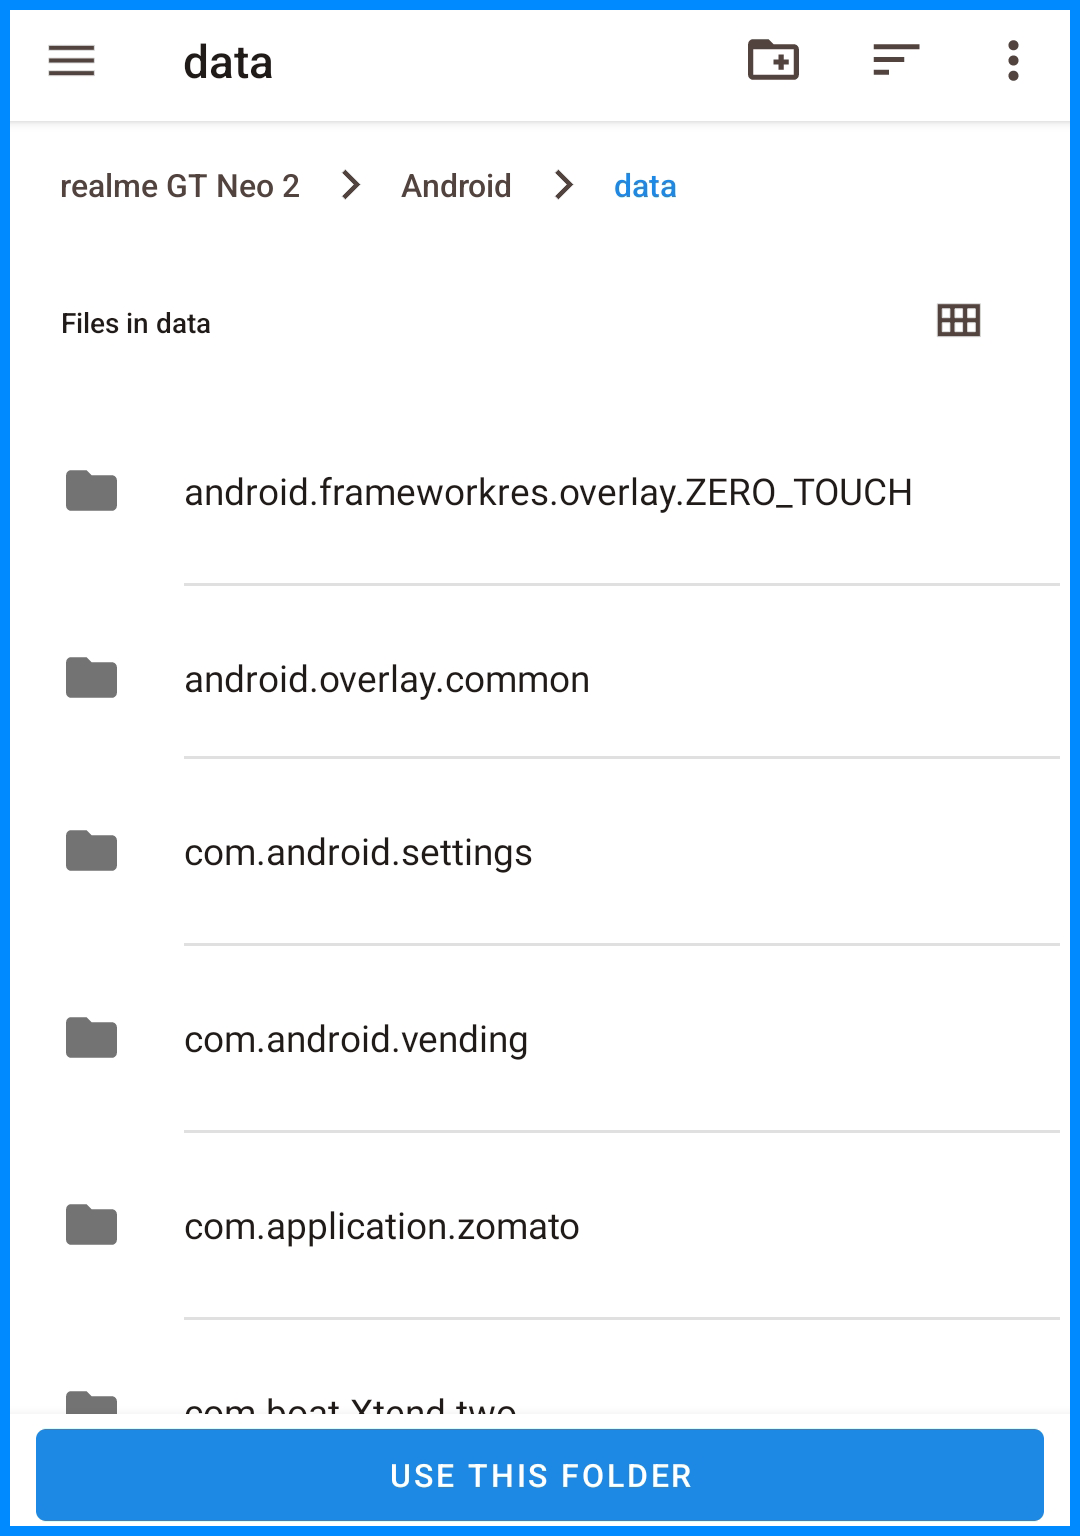 data
realme GT Neo 2 > Android > data
Files in data
android.frameworkres.overlay.ZERO_TOUCH
android.overlay.common
com.android.settings
com.android.vending
com.application.zomato
com.boat.Xtend.two
USE THIS FOLDER